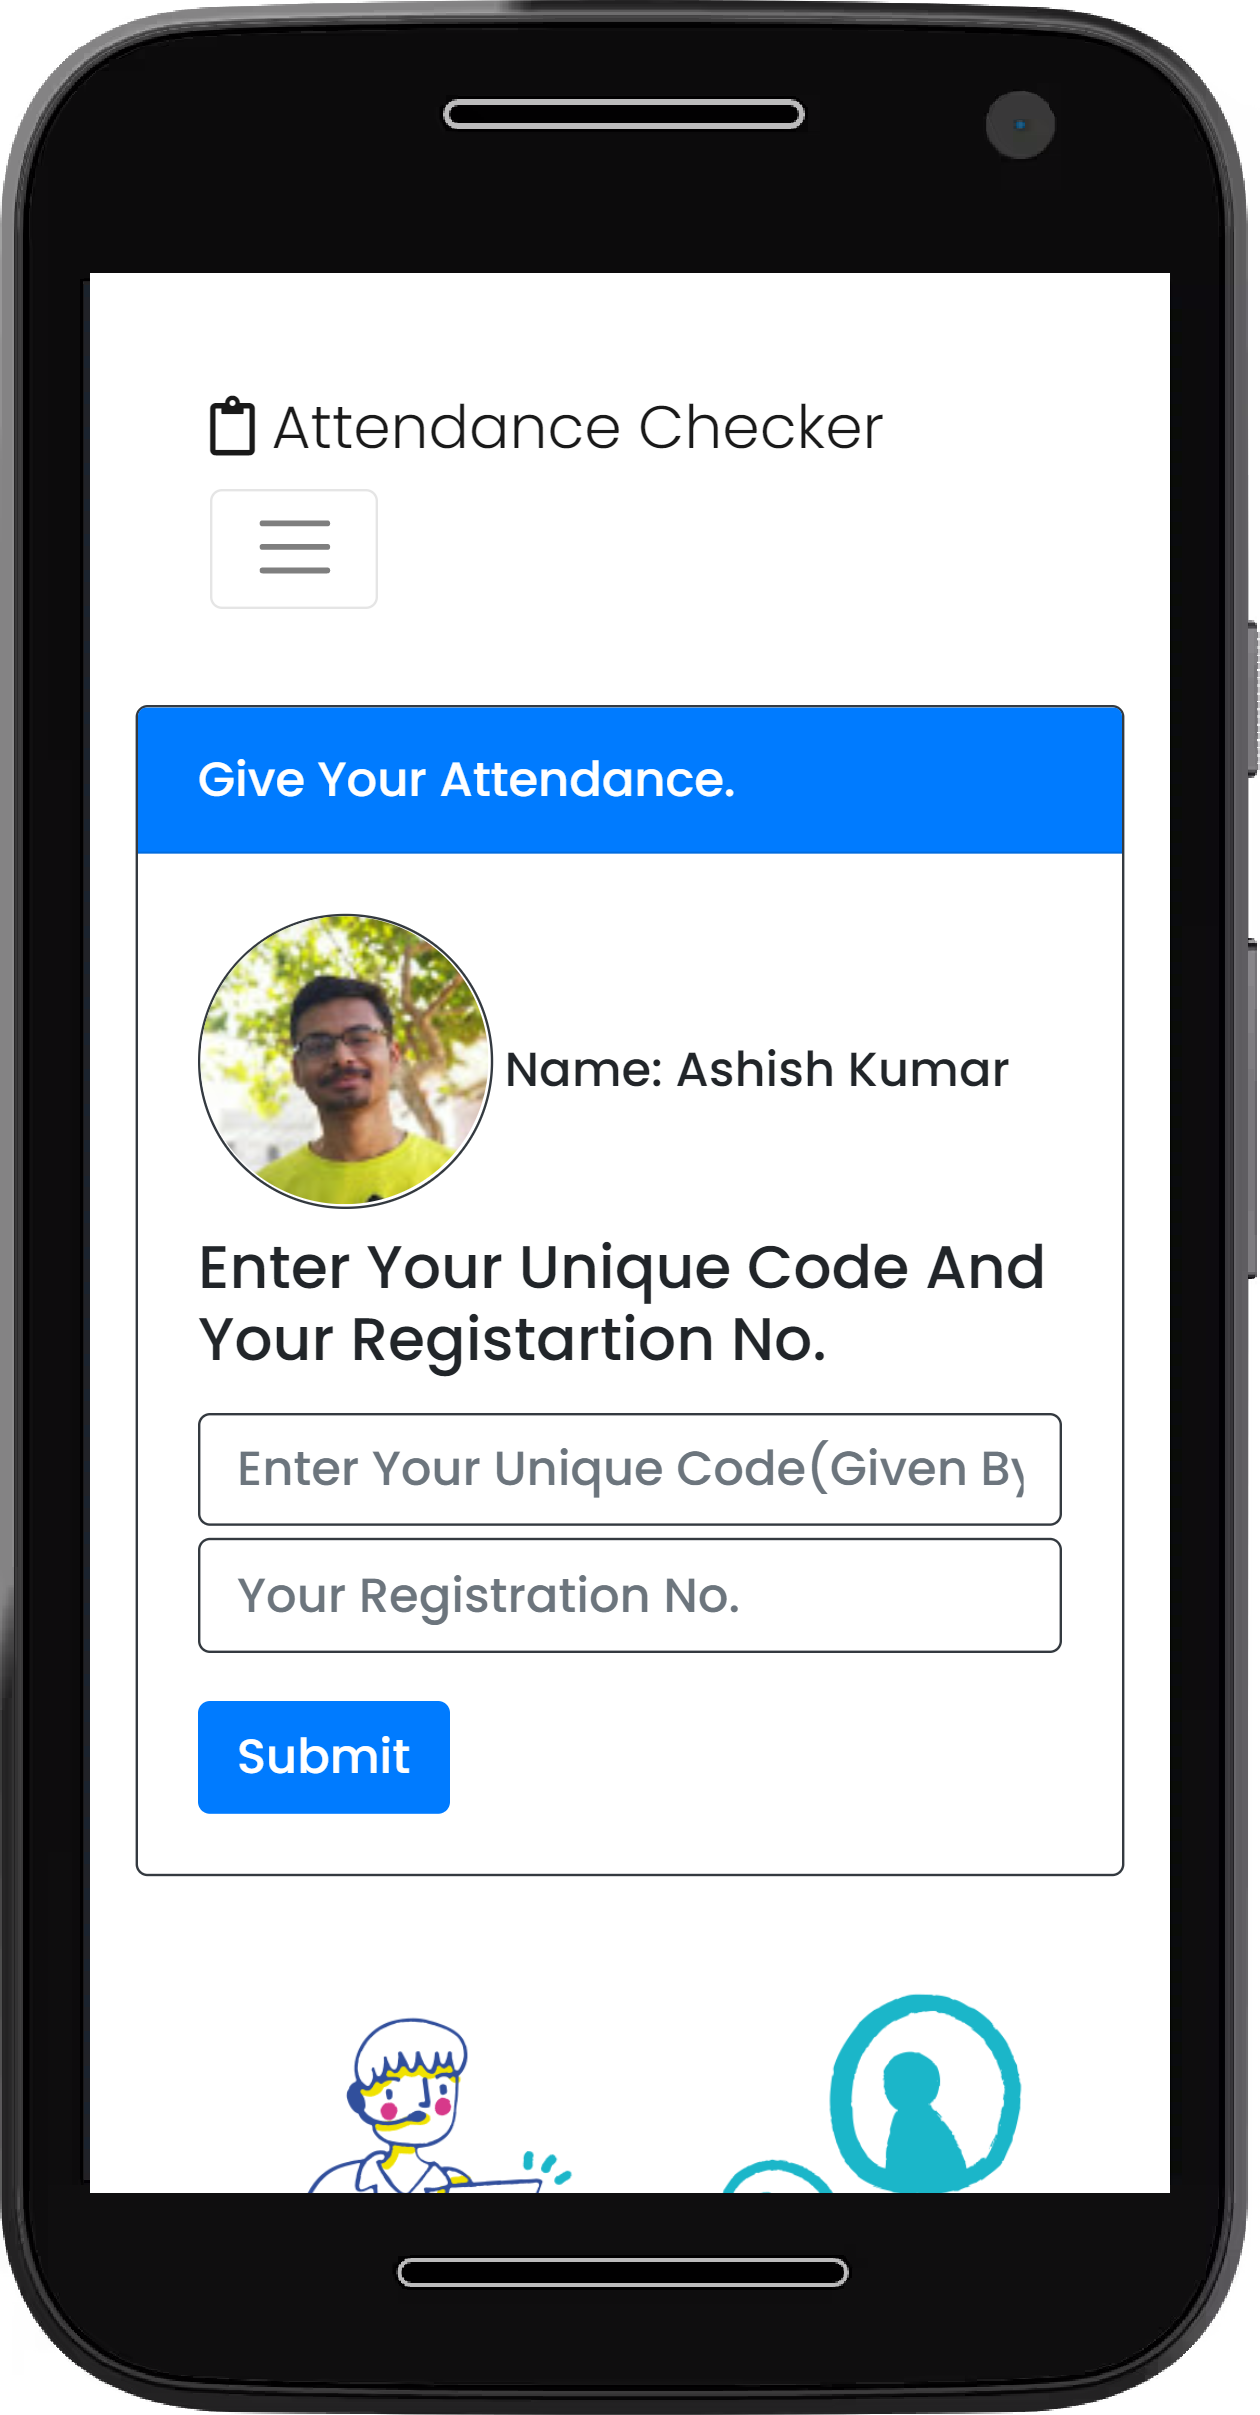 Attendance Checker
Give Your Attendance.
Name: Ashish Kumar
Enter Your Unique Code And
Your Registartion No.
Enter Your Unique Code(Given By
Your Registration No.
Submit